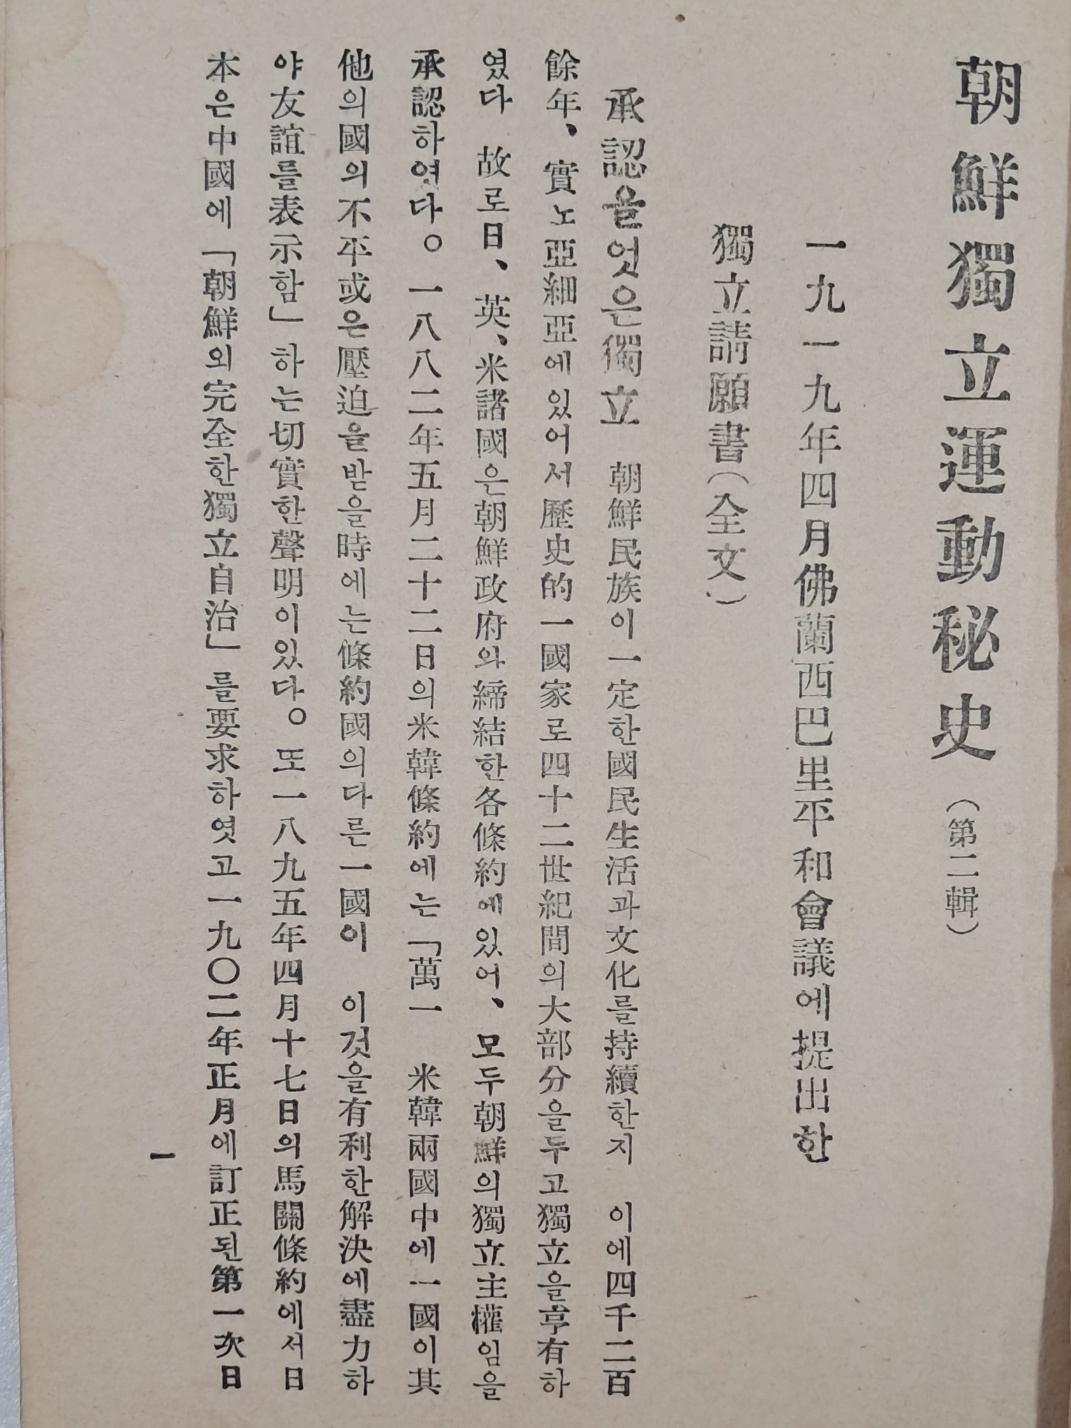 朝鮮獨立運動秘史(第二輯)
一九一九年四月佛蘭西巴里平和會議에提出한
獨立請願書(全文)
承認을엇은獨立 朝鮮民族이一定한國民生活과文化를持續한지 이에四千二百
餘年、實노亞細亞에있어서歷史的一國家로四十二世紀間의大部分을두고獨立을享有하
였다 故로日、英、米諸國은朝鮮政府와締結한各條約에있어、모두朝鮮의獨立主權임을
承認하엿다。一八八二年五月二十二日의米韓條約에는「萬一 米韓兩國中에一國이其
他의國의不平或은壓迫을받을時에는條約國의다른一國이 이것을有利한解決에盡力하
야友誼를表示함」하는切實한聲明이있다。또一八九五年四月十七日의馬關條約에서日
本은中國에「朝鮮의完全한獨立自治」를要求하엿고一九〇二年正月에訂正된第一次日
一